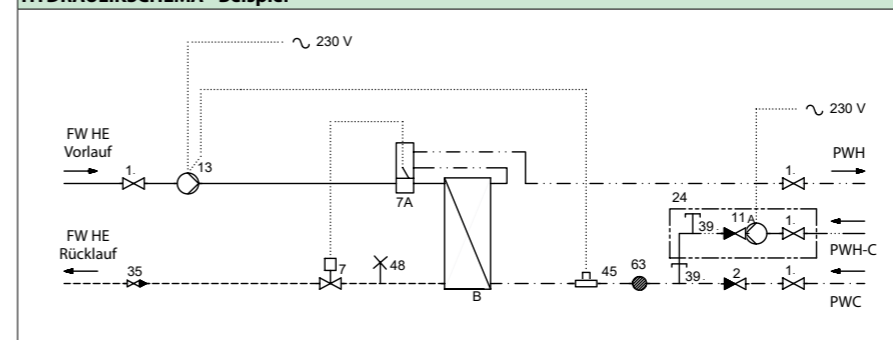 HYDRAULIKSCHEMA - Beispiel
230 V
230 V
FW HE
Vorlauf
1.
13
7A
1.
PWH
24
39.
11
A
1.
PWH-C
FW HE
Rücklauf
35
7
48
B
45
63
39.
2
1.
PWC